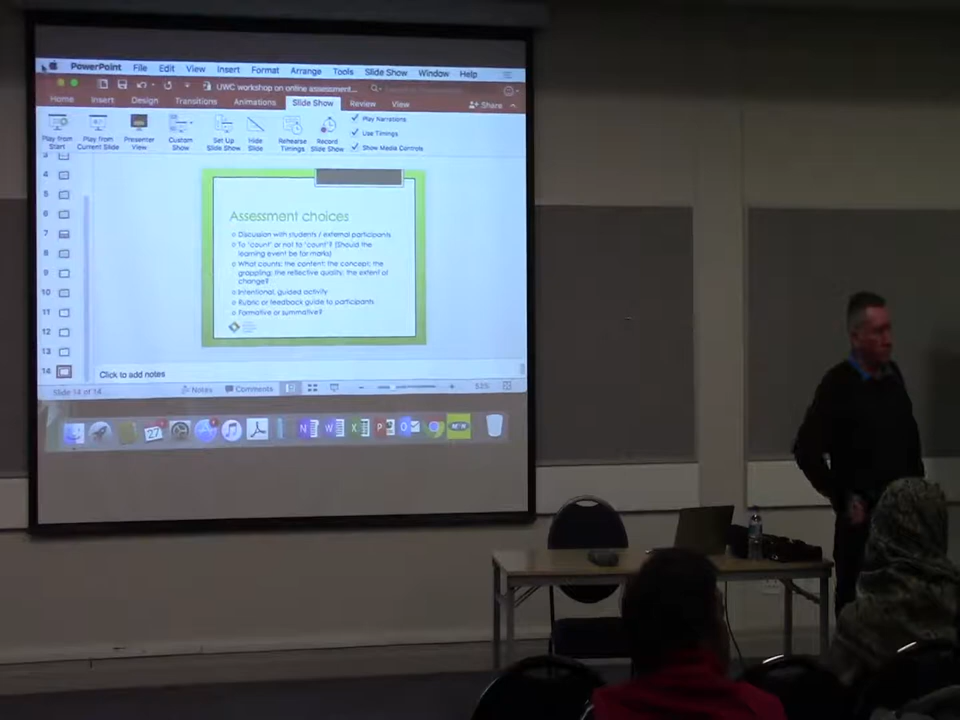 PowerPoint File Edit View Insert Format Arrange Tools Slide Show Window Help
UWC workshop on online assessment...
Home Insert Design Transitions Animations Slide Show Review View Share
Play from Start Play from Current Slide Presenter View Custom Show Set Up Slide Show Hide Slide Rehearse Timings Record Slide Show
Play Narrations
Use Timings
Show Media Controls
3
4
5
6
7
8
9
10
11
12
13
14
Assessment choices
Discussion with students / external participants
To 'count' or not to 'count'? (Should the
learning event be for marks)
What counts: the content; the concept; the
grappling; the reflective quality; the extent of
change?
Intentional, guided activity
Rubric or feedback guide to participants
Formative or summative?
Click to add notes
Slide 14 of 14 Notes Comments 53%
27 N W X P O